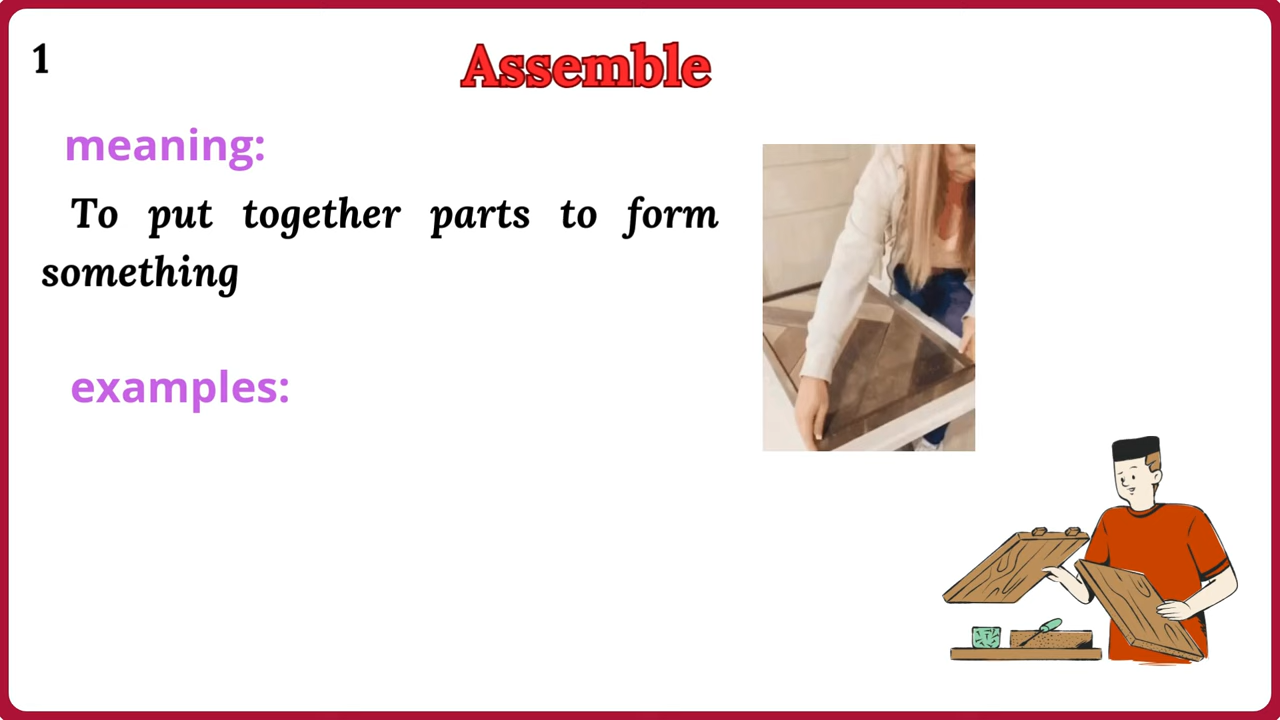 1
Assemble
meaning:
To put together parts to form
something
examples: